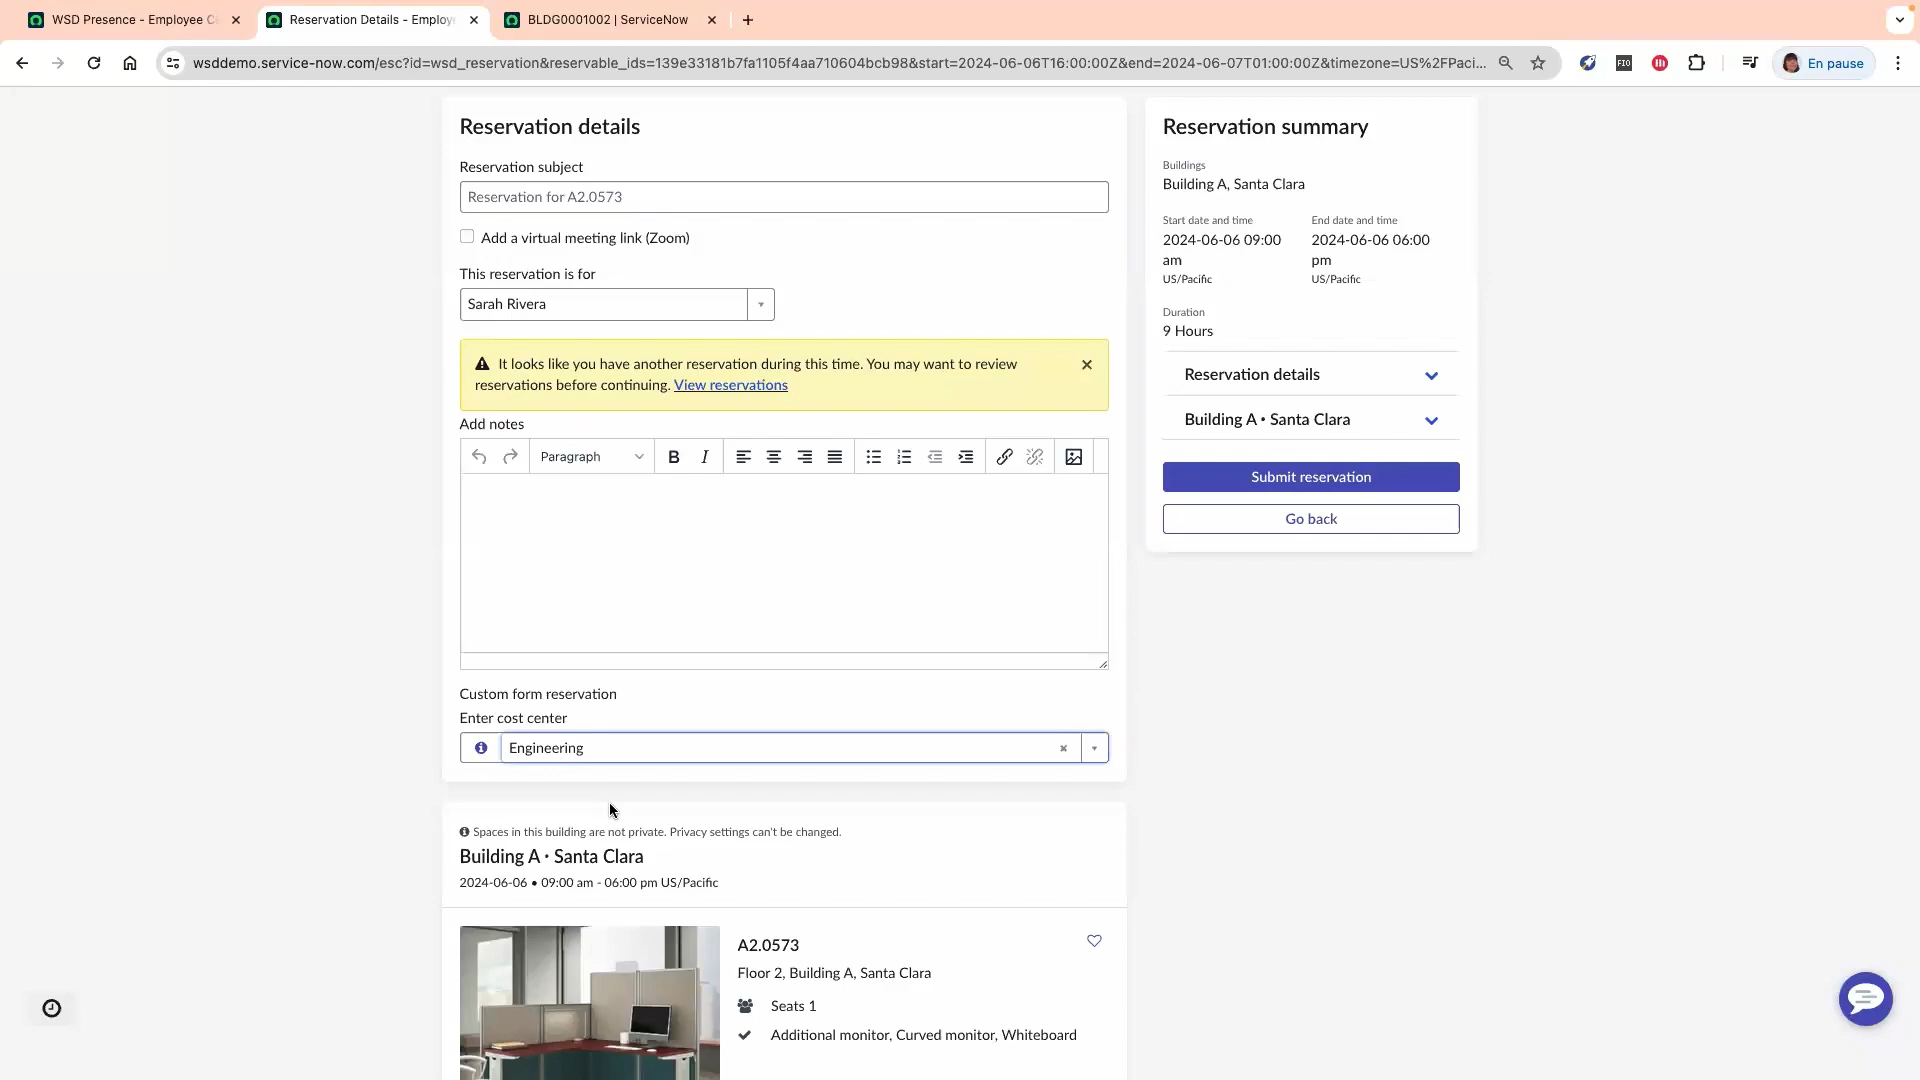 WSD Presence - Employee C
Reservation Details - Employ
BLDG0001002 | ServiceNow
wsddemo.service-now.com/esc?id=wsd_reservation&reservable_ids=139e33181b7fa1105f4aa710604bcb98&start=2024-06-06T16:00:00Z&end=2024-06-07T01:00:00Z&timezone=US%2FPaci...
FIO
En pause
Reservation details
Reservation subject
Reservation for A2.0573
Add a virtual meeting link (Zoom)
This reservation is for
Sarah Rivera
It looks like you have another reservation during this time. You may want to review
reservations before continuing. View reservations
Add notes
Paragraph
B I
Custom form reservation
Enter cost center
Engineering
Spaces in this building are not private. Privacy settings can't be changed.
Building A • Santa Clara
2024-06-06 • 09:00 am - 06:00 pm US/Pacific
A2.0573
Floor 2, Building A, Santa Clara
Seats 1
Additional monitor, Curved monitor, Whiteboard
Reservation summary
Buildings
Building A, Santa Clara
Start date and time
2024-06-06 09:00
am
US/Pacific
End date and time
2024-06-06 06:00
pm
US/Pacific
Duration
9 Hours
Reservation details
Building A • Santa Clara
Submit reservation
Go back